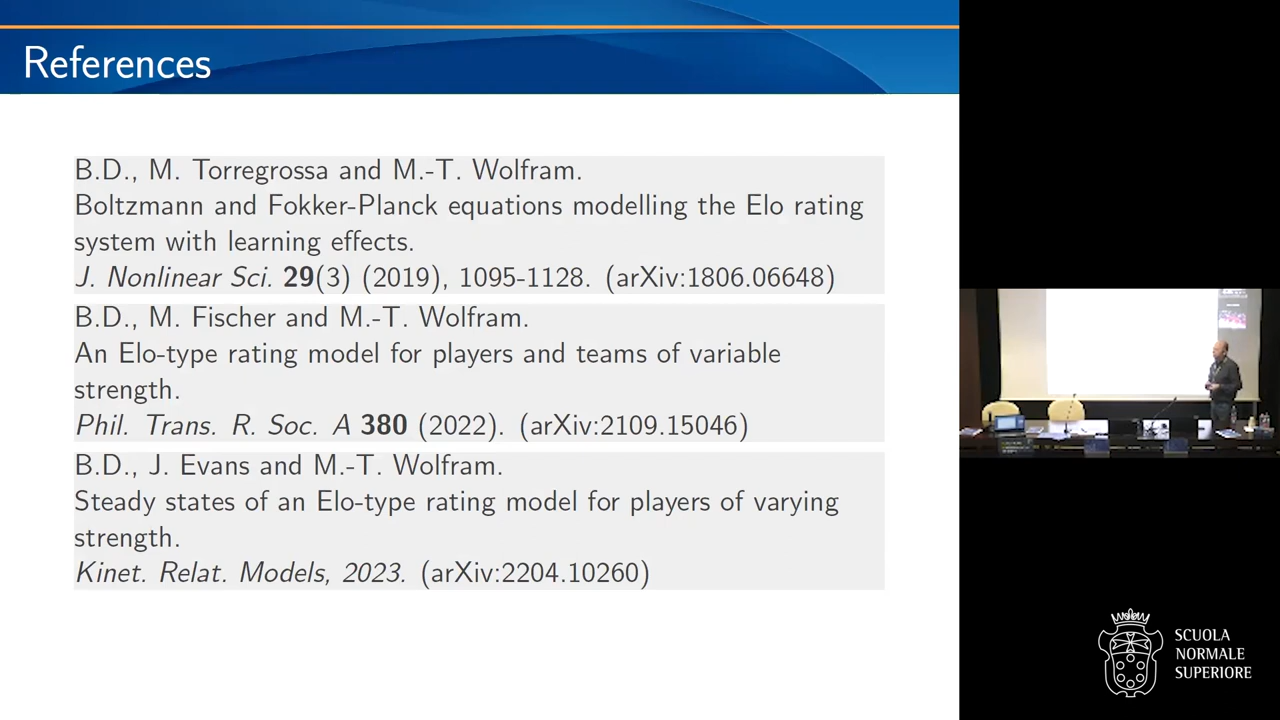 References
B.D., M. Torregrossa and M.-T. Wolfram.
Boltzmann and Fokker-Planck equations modelling the Elo rating
system with learning effects.
J. Nonlinear Sci. 29(3) (2019), 1095-1128. (arXiv:1806.06648)
B.D., M. Fischer and M.-T. Wolfram.
An Elo-type rating model for players and teams of variable
strength.
Phil. Trans. R. Soc. A 380 (2022). (arXiv:2109.15046)
B.D., J. Evans and M.-T. Wolfram.
Steady states of an Elo-type rating model for players of varying
strength.
Kinet. Relat. Models, 2023. (arXiv:2204.10260)
SCUOLA
NORMALE
SUPERIORE